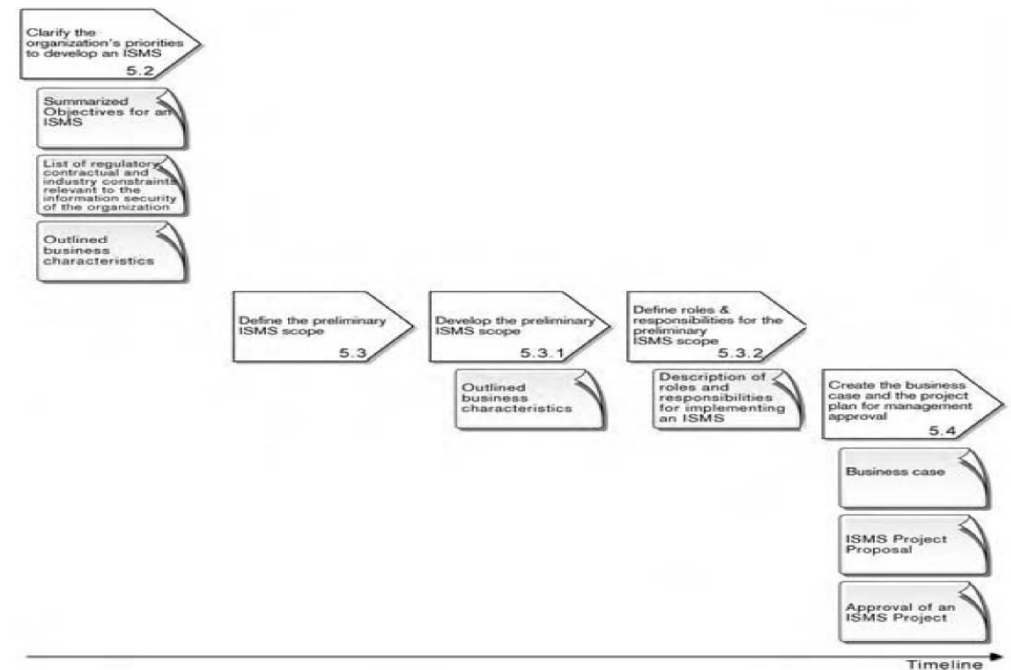 Clarify the
organization's priorities
to develop an ISMS
5.2
Summarized
Objectives for an
ISMS
List of regulatory
contractual and
industry constraints
relevant to the
information security
of the organization
Outlined
business
characteristics
Define the preliminary
ISMS scope
5.3
Develop the preliminary
ISMS scope
5.3.1
Define roles &
responsibilities for the
preliminary
ISMS scope
5.3.2
Outlined
business
characteristics
Description of
roles and
responsibilities
for implementing
an ISMS
Create the business
case and the project
plan for management
approval
5.4
Business case
ISMS Project
Proposal
Approval of an
ISMS Project
Timeline